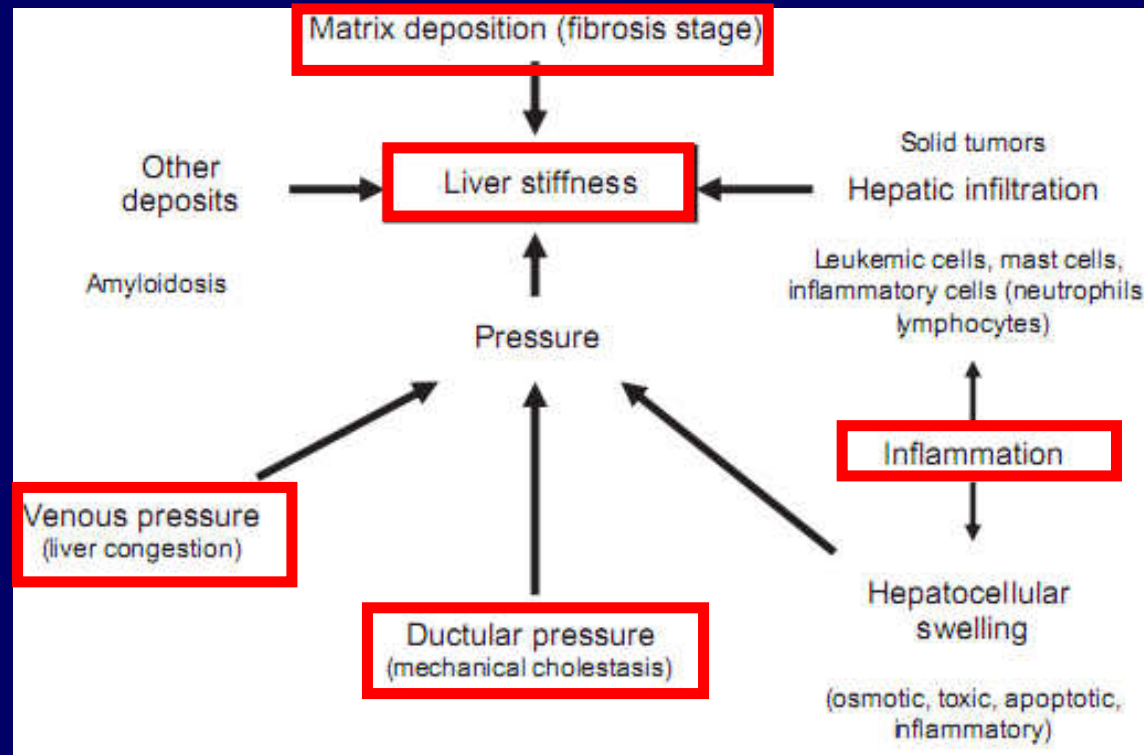 Matrix deposition (fibrosis stage)
Other
deposits
Amyloidosis
Liver stiffness
Solid tumors
Hepatic infiltration
Leukemic cells, mast cells,
inflammatory cells (neutrophils
lymphocytes)
Pressure
Inflammation
Venous pressure
(liver congestion)
Ductular pressure
(mechanical cholestasis)
Hepatocellular
swelling
(osmotic, toxic, apoptotic,
inflammatory)